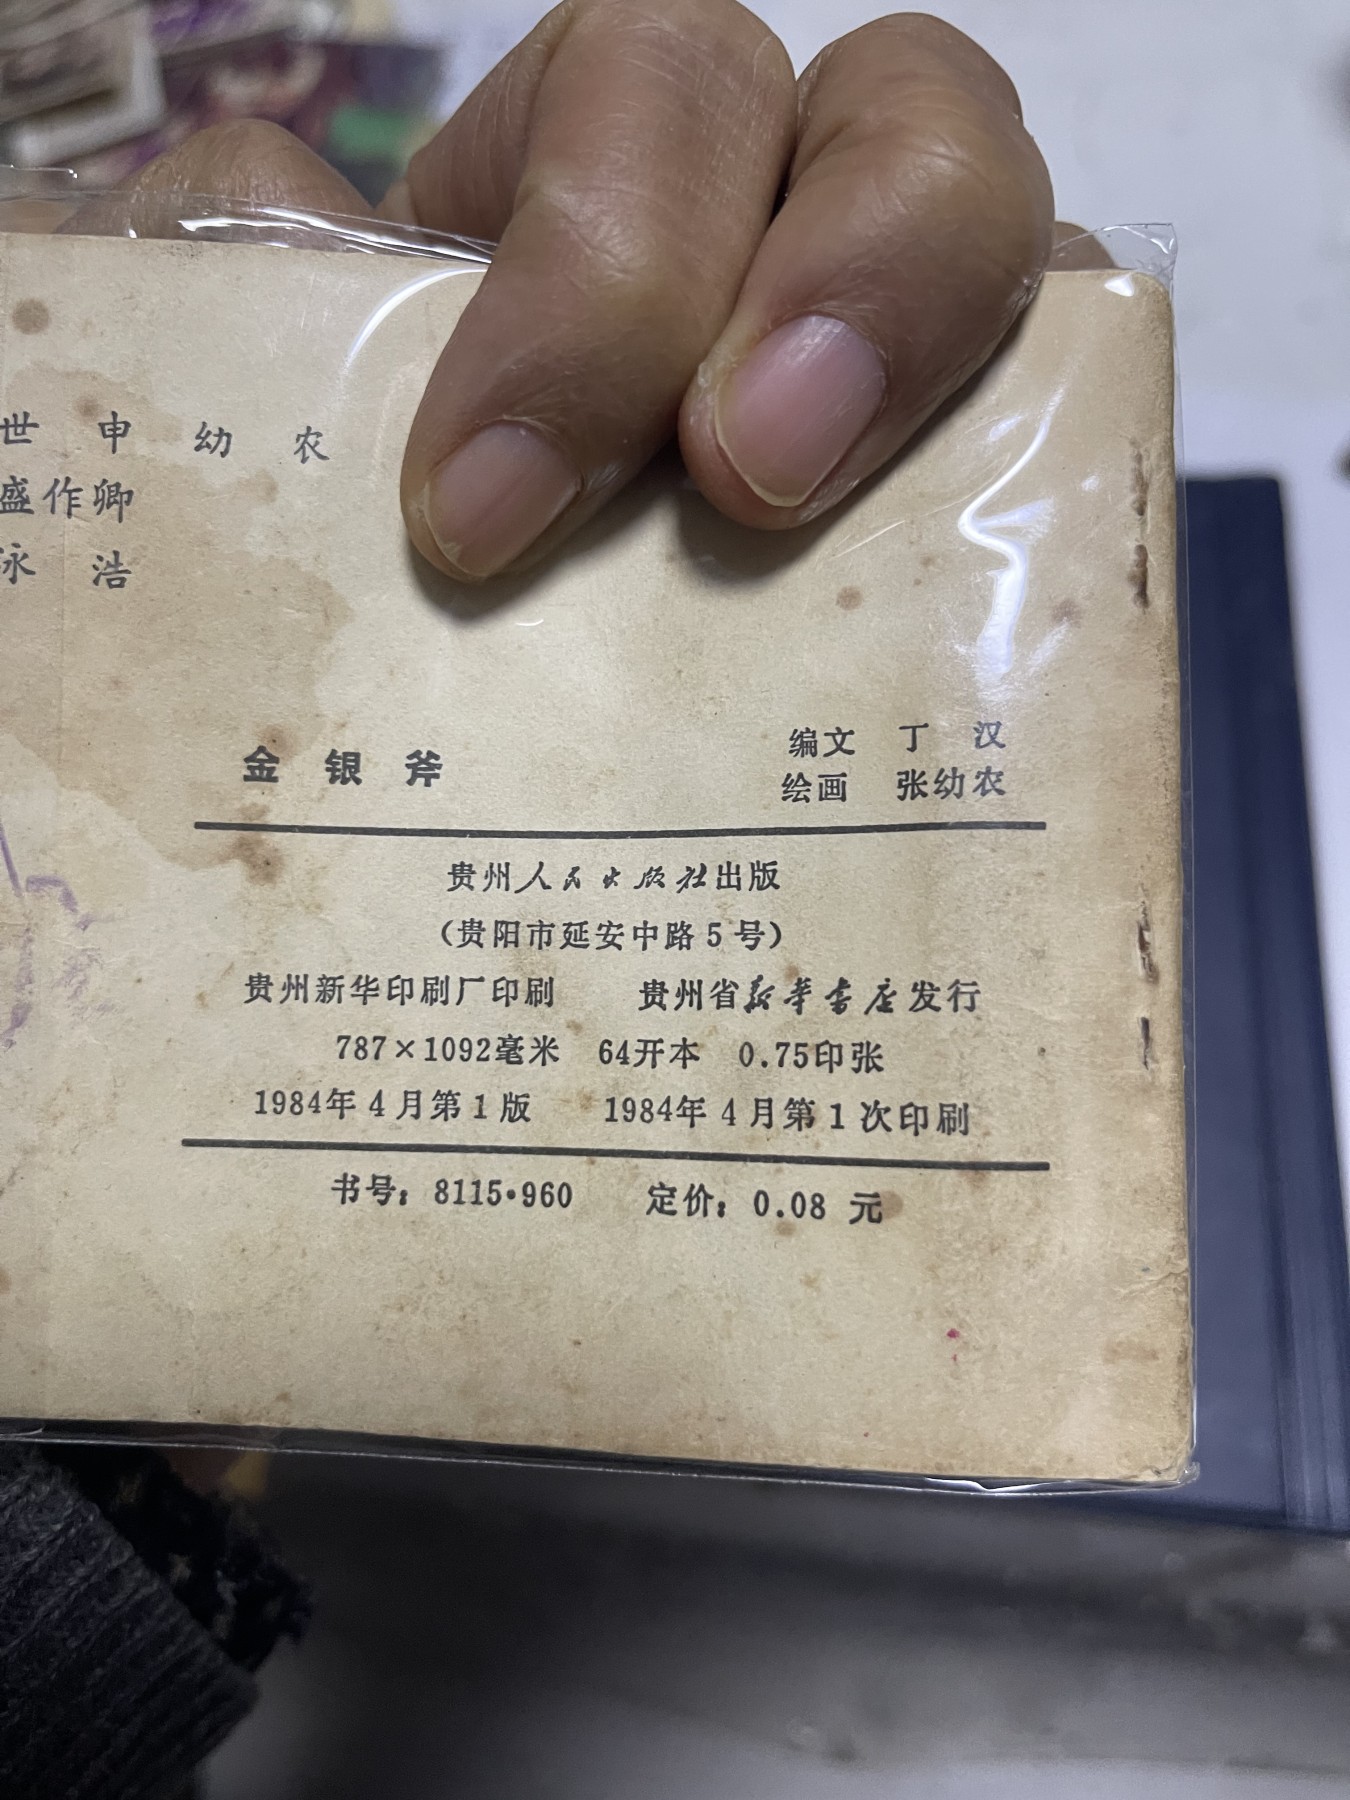 世 申 幼 农
盛作卿
泳 浩
金银斧
编文 丁 汉
绘画 张幼农
贵州人民出版社出版
（贵阳市延安中路5号）
贵州新华印刷厂印刷 贵州省新华书店发行
787×1092毫米 64开本 0.75印张
1984年4月第1版 1984年4月第1次印刷
书号：8115·960 定价：0.08 元